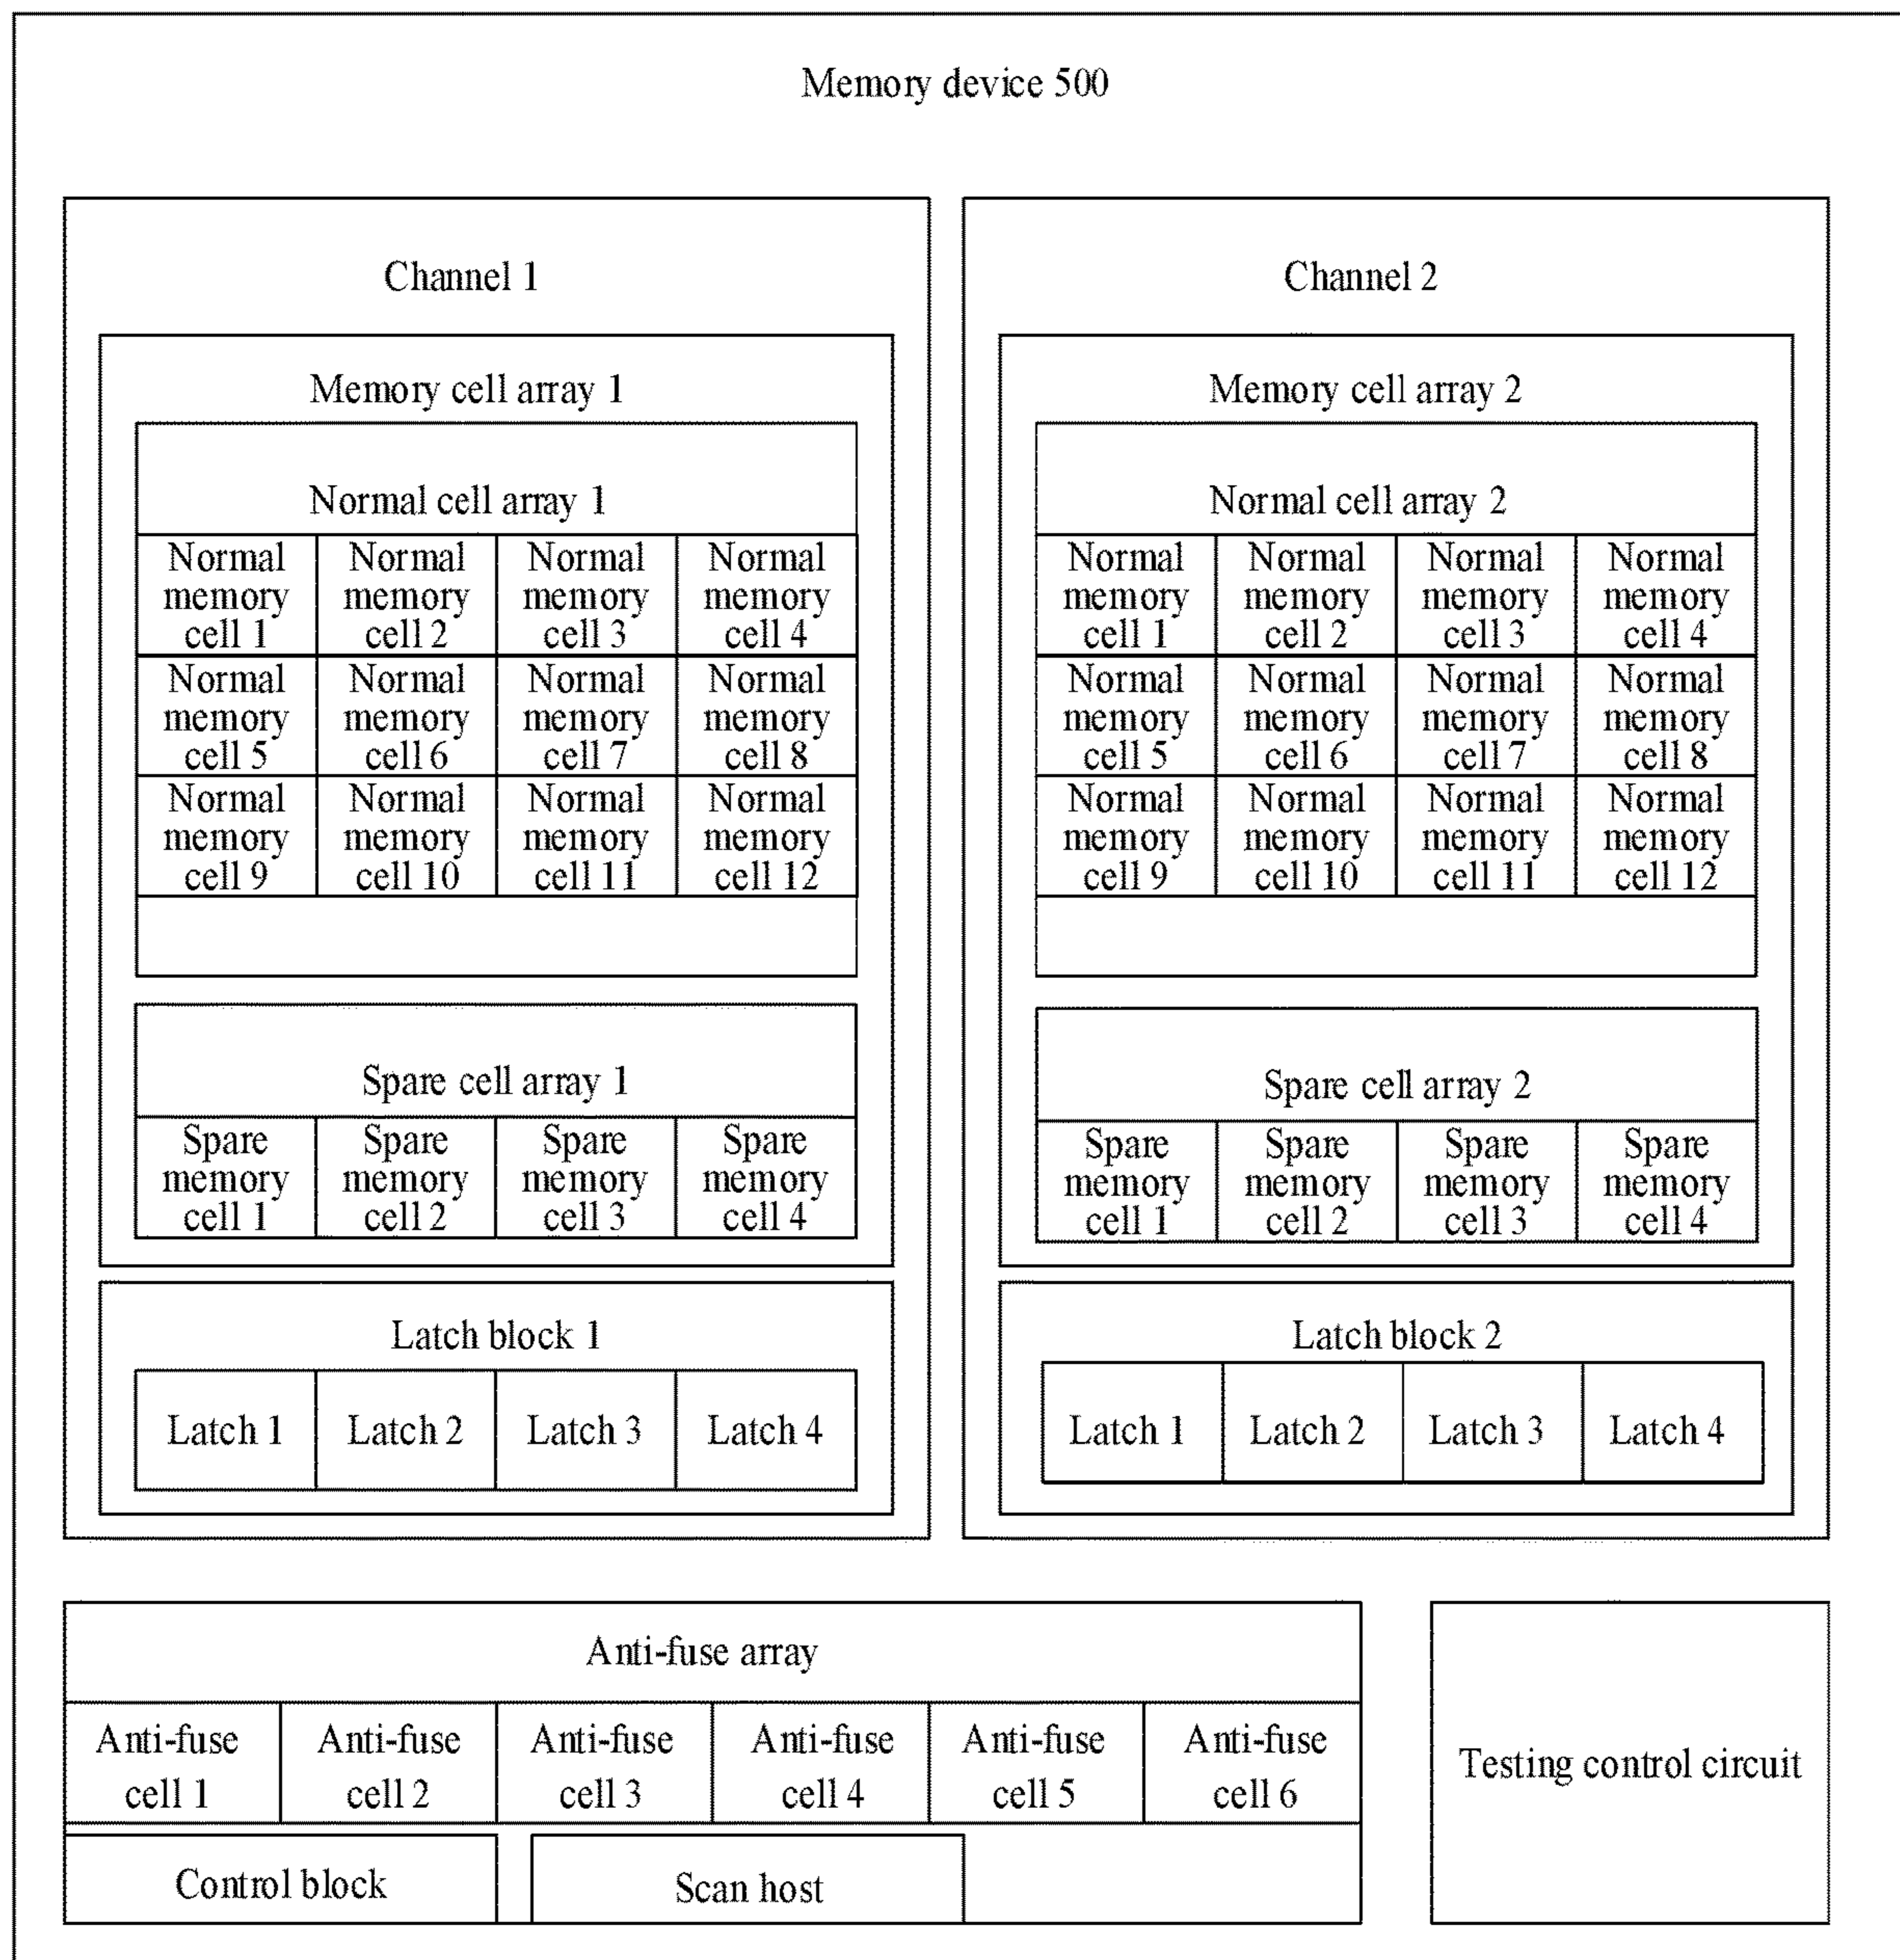 Memory device 500
Channel 1
Memory cell array 1
Normal cell array 1
Normal Normal Normal Normal
memory memory memory memory
cell 1 cell 2 cell 3 cell 4
Normal Normal Normal Normal
memory memory memory memory
cell 5 cell 6 cell 7 cell 8
Normal Normal Normal Normal
memory memory memory memory
cell 9 cell 10 cell 11 cell 12
Spare cell array 1
Spare Spare Spare Spare
memory memory memory memory
cell 1 cell 2 cell 3 cell 4
Latch block 1
Latch 1 Latch 2 Latch 3 Latch 4
Channel 2
Memory cell array 2
Normal cell array 2
Normal Normal Normal Normal
memory memory memory memory
cell 1 cell 2 cell 3 cell 4
Normal Normal Normal Normal
memory memory memory memory
cell 5 cell 6 cell 7 cell 8
Normal Normal Normal Normal
memory memory memory memory
cell 9 cell 10 cell 11 cell 12
Spare cell array 2
Spare Spare Spare Spare
memory memory memory memory
cell 1 cell 2 cell 3 cell 4
Latch block 2
Latch 1 Latch 2 Latch 3 Latch 4
Anti-fuse array
Anti-fuse Anti-fuse Anti-fuse Anti-fuse Anti-fuse Anti-fuse
cell 1 cell 2 cell 3 cell 4 cell 5 cell 6
Control block
Scan host
Testing control circuit